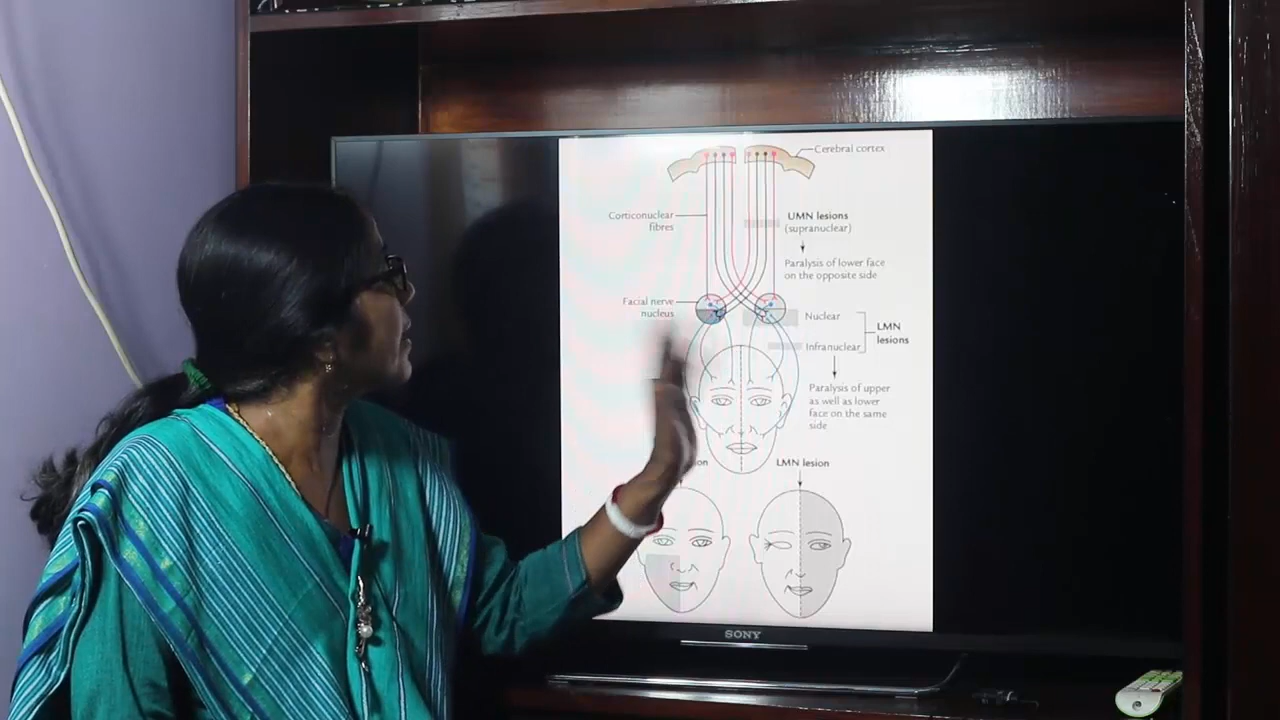 Cerebral cortex
Corticonuclear
fibres
UMN lesions
(supranuclear)
Paralysis of lower face
on the opposite side
Facial nerve
nucleus
Nuclear
LMN
lesions
Infranuclear
Paralysis of upper
as well as lower
face on the same
side
LMN lesion
SONY